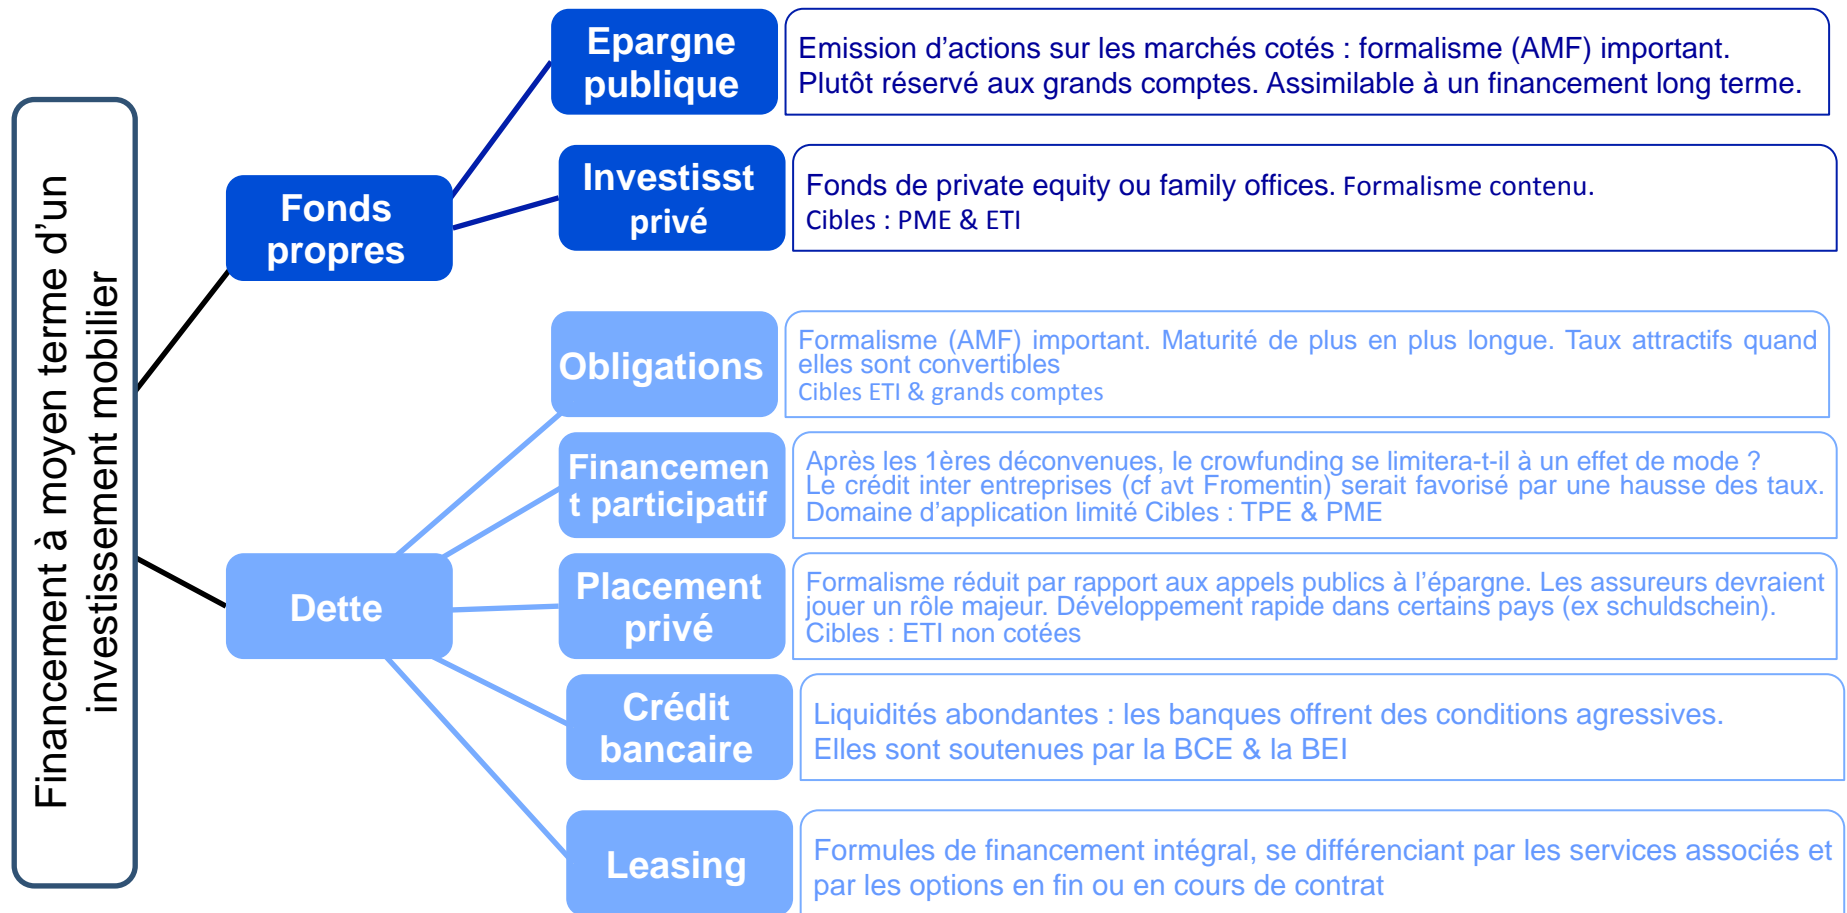 Financement à moyen terme d’un
investissement mobilier
Fonds
propres
Epargne
publique
Emission d’actions sur les marchés cotés : formalisme (AMF) important.
Plutôt réservé aux grands comptes. Assimilable à un financement long terme.
Investisst
privé
Fonds de private equity ou family offices. Formalisme contenu.
Cibles : PME & ETI
Dette
Obligations
Formalisme (AMF) important. Maturité de plus en plus longue. Taux attractifs quand
elles sont convertibles
Cibles ETI & grands comptes
Financemen
t participatif
Après les 1ères déconvenues, le crowfunding se limitera-t-il à un effet de mode ?
Le crédit inter entreprises (cf avt Fromentin) serait favorisé par une hausse des taux.
Domaine d’application limité Cibles : TPE & PME
Placement
privé
Formalisme réduit par rapport aux appels publics à l’épargne. Les assureurs devraient
jouer un rôle majeur. Développement rapide dans certains pays (ex schuldschein).
Cibles : ETI non cotées
Crédit
bancaire
Liquidités abondantes : les banques offrent des conditions agressives.
Elles sont soutenues par la BCE & la BEI
Leasing
Formules de financement intégral, se différenciant par les services associés et
par les options en fin ou en cours de contrat